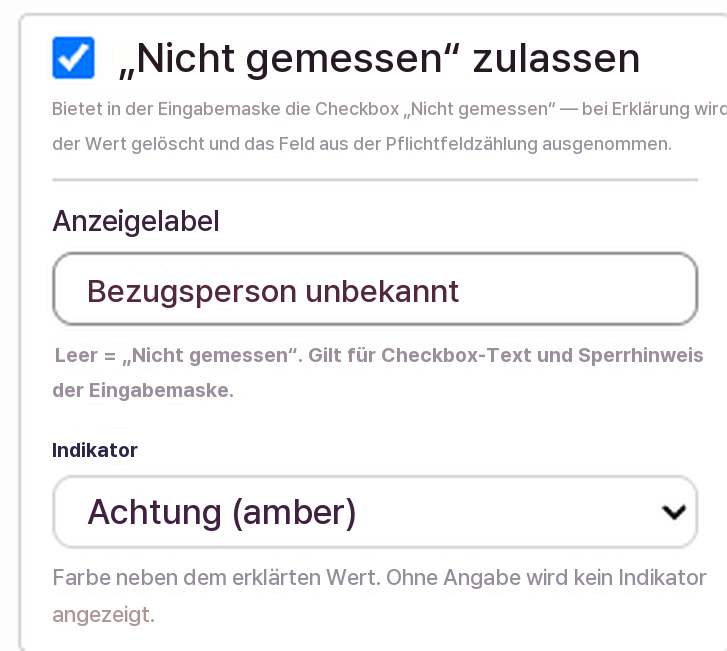 „Nicht gemessen“ zulassen
Bietet in der Eingabemaske die Checkbox „Nicht gemessen“ — bei Erklärung wird
der Wert gelöscht und das Feld aus der Pflichtfeldzählung ausgenommen.
Anzeigelabel
Bezugsperson unbekannt
Leer = „Nicht gemessen“. Gilt für Checkbox-Text und Sperrhinweis
der Eingabemaske.
Indikator
Achtung (amber)
Farbe neben dem erklärten Wert. Ohne Angabe wird kein Indikator
angezeigt.